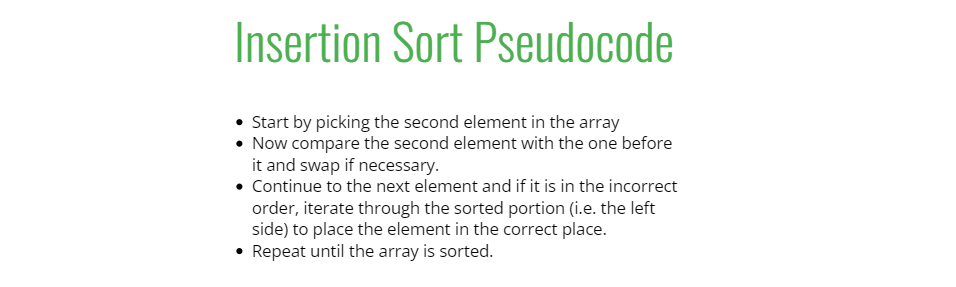 Insertion Sort Pseudocode
• Start by picking the second element in the array
• Now compare the second element with the one before
it and swap if necessary.
• Continue to the next element and if it is in the incorrect
order, iterate through the sorted portion (i.e. the left
side) to place the element in the correct place.
• Repeat until the array is sorted.